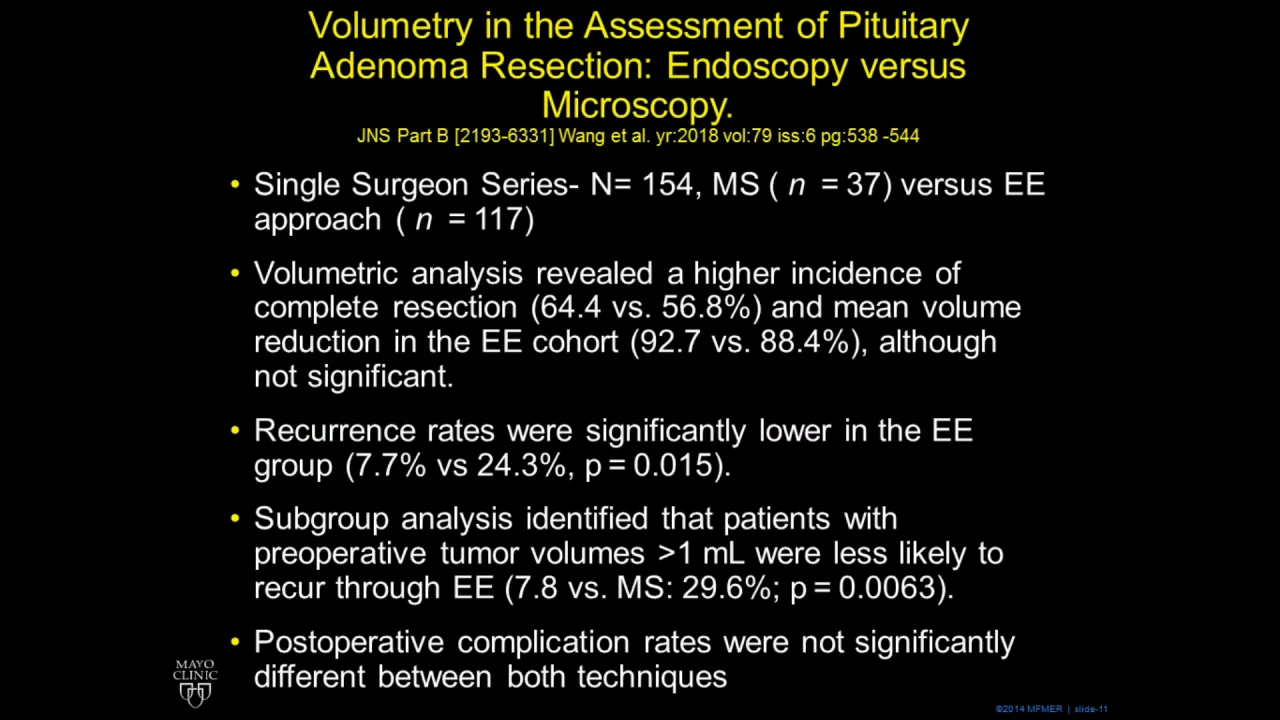 Volumetry in the Assessment of Pituitary
Adenoma Resection: Endoscopy versus
Microscopy.
JNS Part B [2193-6331] Wang et al. yr:2018 vol:79 iss:6 pg:538 -544
• Single Surgeon Series- N= 154, MS ( n = 37) versus EE
approach ( n = 117)
• Volumetric analysis revealed a higher incidence of
complete resection (64.4 vs. 56.8%) and mean volume
reduction in the EE cohort (92.7 vs. 88.4%), although
not significant.
• Recurrence rates were significantly lower in the EE
group (7.7% vs 24.3%, p = 0.015).
• Subgroup analysis identified that patients with
preoperative tumor volumes >1 mL were less likely to
recur through EE (7.8 vs. MS: 29.6%; p = 0.0063).
• Postoperative complication rates were not significantly
different between both techniques
MAYO
CLINIC
©2014 MFMER | slide-11